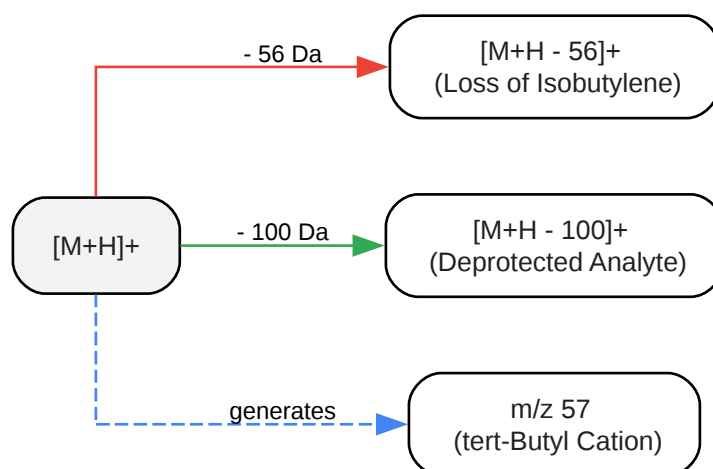 - 56 Da
[M+H - 56]+
(Loss of Isobutylene)
[M+H]+
- 100 Da
[M+H - 100]+
(Deprotected Analyte)
generates
m/z 57
(tert-Butyl Cation)